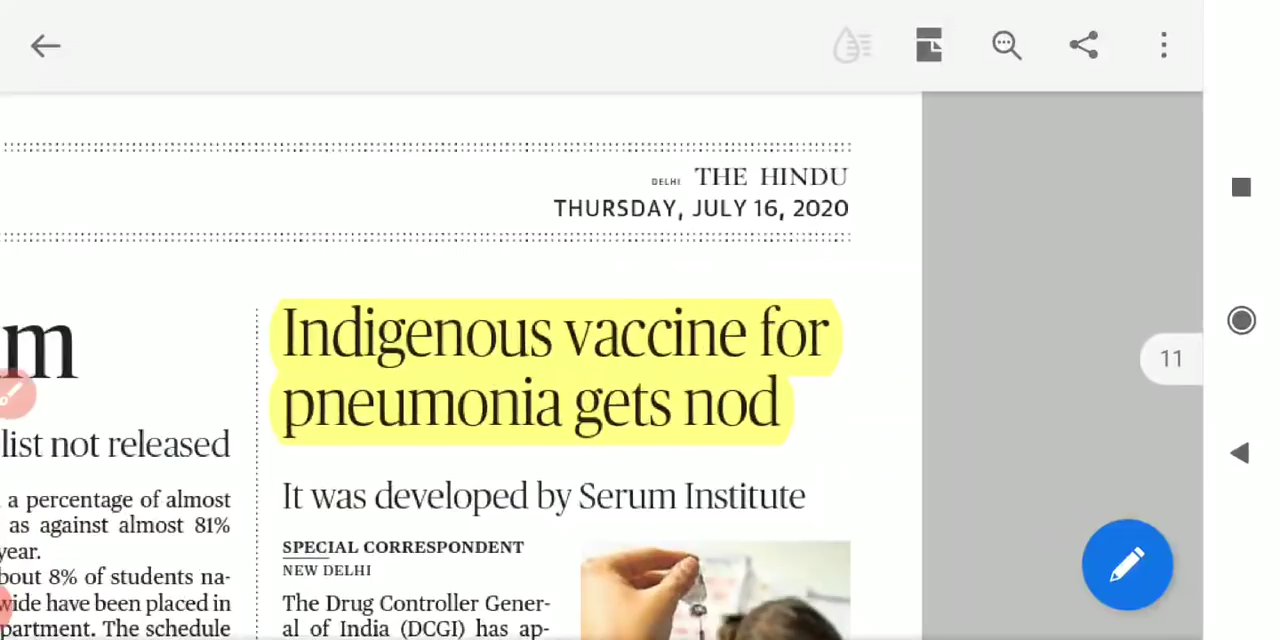 DELHI THE HINDU
THURSDAY, JULY 16, 2020
m
list not released
a percentage of almost
as against almost 81%
year.
bout 8% of students na-
wide have been placed in
partment. The schedule
Indigenous vaccine for
pneumonia gets nod
It was developed by Serum Institute
SPECIAL CORRESPONDENT
NEW DELHI
The Drug Controller Gener-
al of India (DCGI) has ap-
11